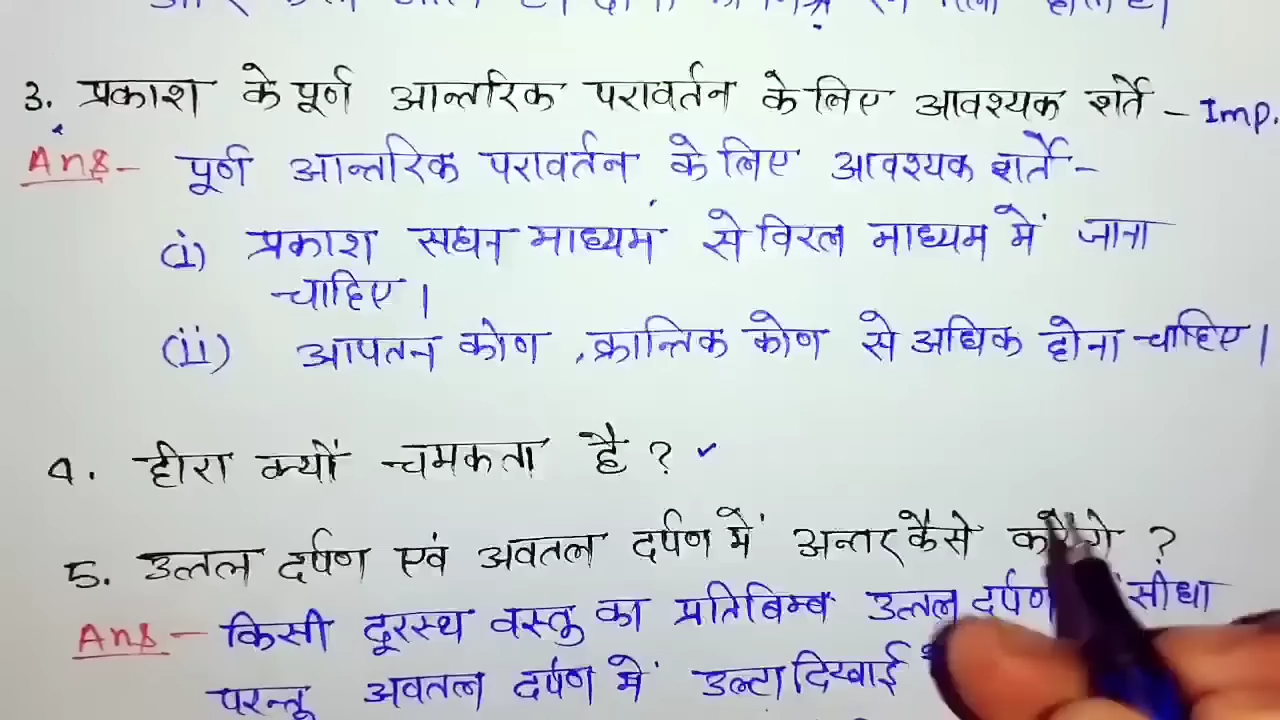 3. प्रकाश के पूर्ण आन्तरिक परावर्तन के लिए आवश्यक शर्ते - Imp.
Ans - पूर्ण आन्तरिक परावर्तन के लिए आवश्यक शर्ते -
(i) प्रकाश सघन माध्यम से विरल माध्यम में जाना
चाहिए।
(ii) आपतन कोण, क्रान्तिक कोण से अधिक होना चाहिए।
4. हीरा क्यों चमकता है?
5. उत्तल दर्पण एवं अवतल दर्पण में अन्तर कैसे करेंगे?
Ans - किसी दूरस्थ वस्तु का प्रतिबिम्ब उत्तल दर्पण सीधा
परन्तु अवतल दर्पण में उल्टा दिखाई